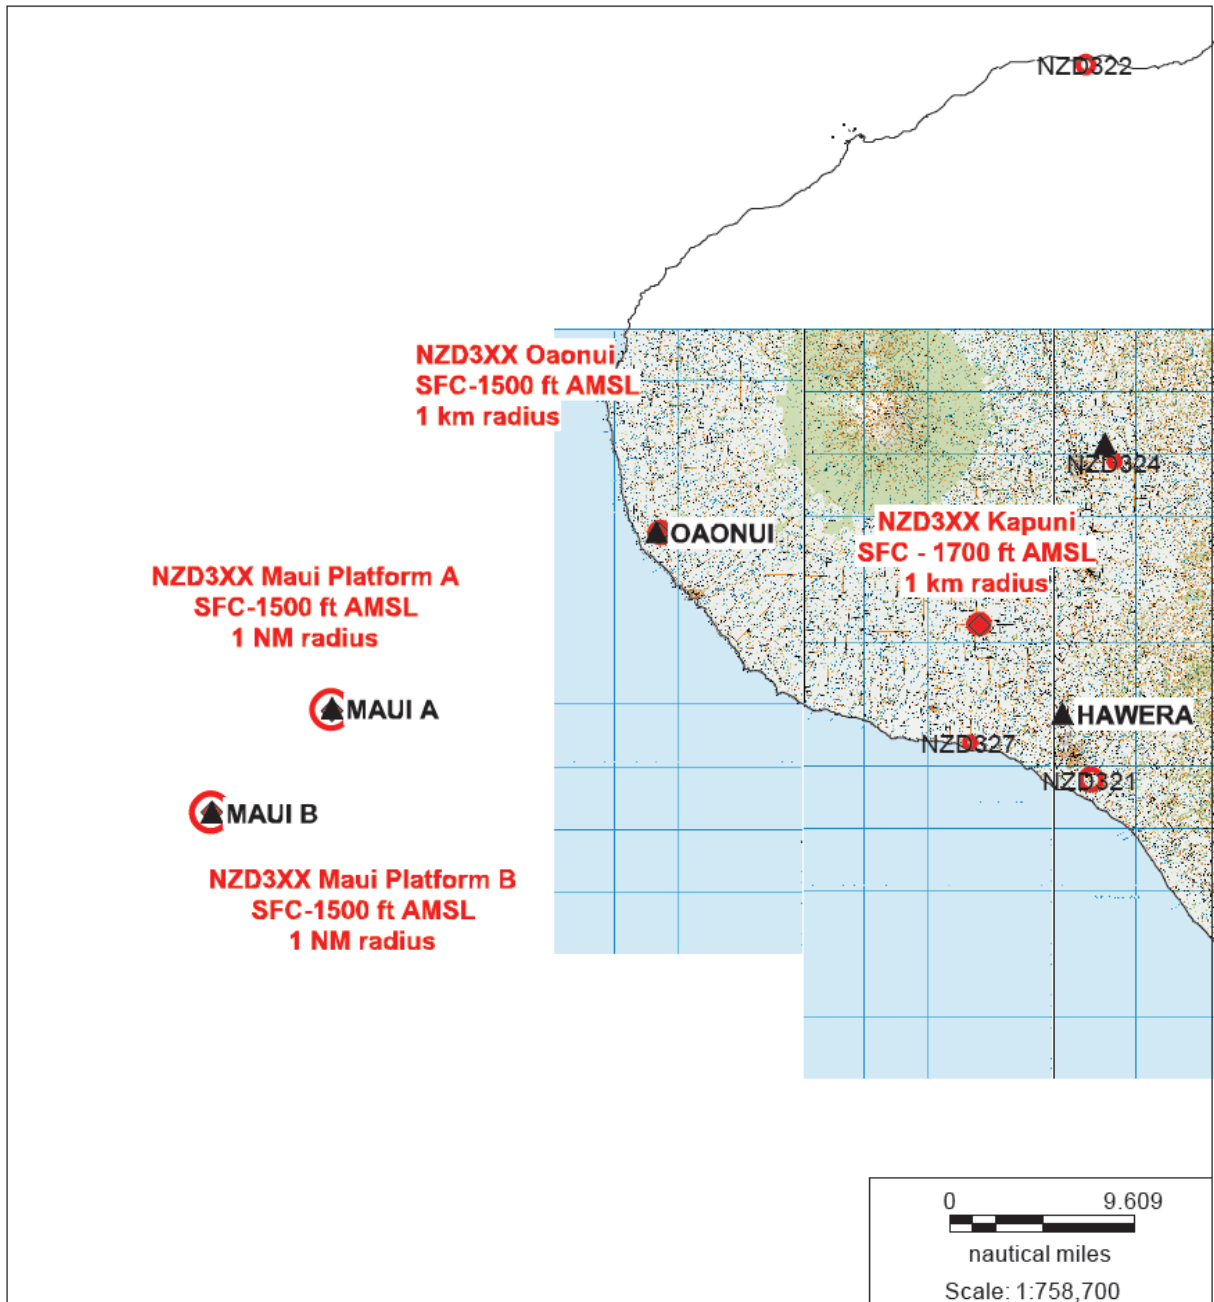 NZD322
NZD3XX Oaonui
SFC-1500 ft AMSL
1 km radius
NZD324
NZD3XX Kapuni
SFC - 1700 ft AMSL
1 km radius
OAONUI
NZD3XX Maui Platform A
SFC-1500 ft AMSL
1 NM radius
MAUI A
HAWERA
NZD327
NZD321
MAUI B
NZD3XX Maui Platform B
SFC-1500 ft AMSL
1 NM radius
0 9.609
nautical miles
Scale: 1:758,700